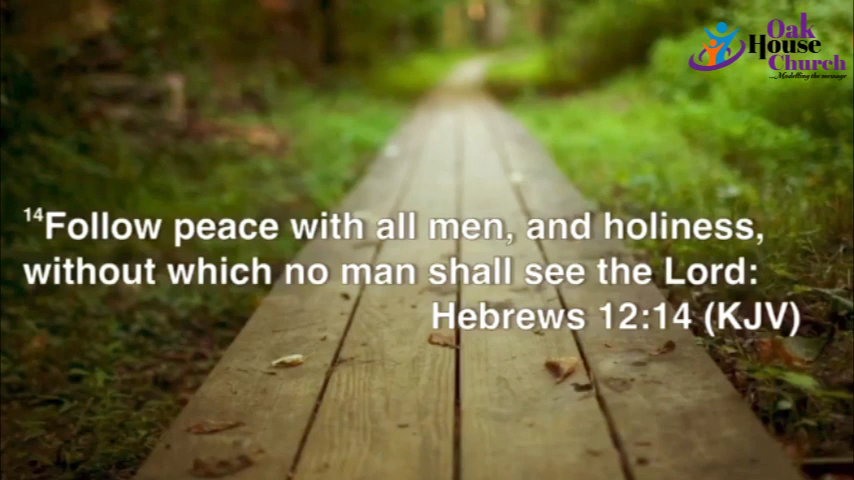 Oak
House
Church
...Modelling the message
¹⁴Follow peace with all men, and holiness,
without which no man shall see the Lord:
Hebrews 12:14 (KJV)